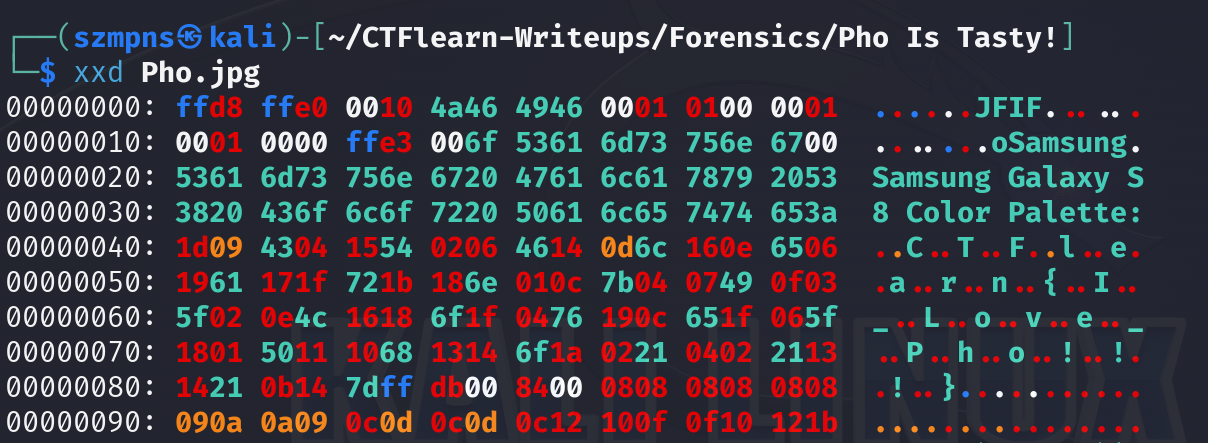 ┌──(szmpns㉿kali)-[~/CTFlearn-Writeups/Forensics/Pho Is Tasty!]
└─$ xxd Pho.jpg
00000000: ffd8 ffe0 0010 4a46 4946 0001 0100 0001  ......JFIF......
00000010: 0001 0000 ffe3 006f 5361 6d73 756e 6700  .......oSamsung.
00000020: 5361 6d73 756e 6720 4761 6c61 7879 2053  Samsung Galaxy S
00000030: 3820 436f 6c6f 7220 5061 6c65 7474 653a  8 Color Palette:
00000040: 1d09 4304 1554 0206 4614 0d6c 160e 6506  ..C..T..F..l..e.
00000050: 1961 171f 721b 186e 010c 7b04 0749 0f03  .a..r..n..{..I..
00000060: 5f02 0e4c 1618 6f1f 0476 190c 651f 065f  _..L..o..v..e.._
00000070: 1801 5011 1068 1314 6f1a 0221 0402 2113  ..P..h..o..!..!.
00000080: 1421 0b14 7dff db00 8400 0808 0808 0808  .!..}...........
00000090: 090a 0a09 0c0d 0c0d 0c12 100f 0f10 121b  ................